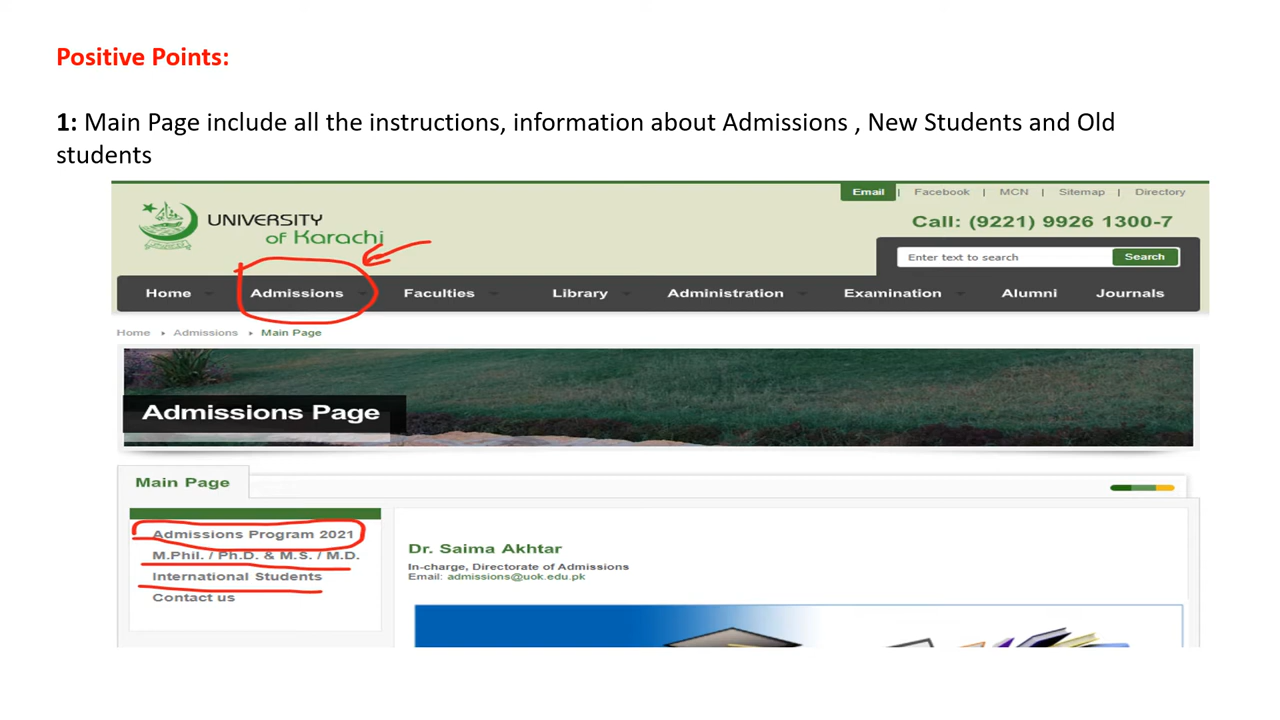 Positive Points:
1: Main Page include all the instructions, information about Admissions , New Students and Old
students
Email | Facebook | MCN | Sitemap | Directory
UNIVERSITY
of Karachi
Call: (9221) 9926 1300-7
Enter text to search Search
Home Admissions Faculties Library Administration Examination Alumni Journals
Home Admissions Main Page
Admissions Page
Main Page
Admissions Program 2021
M.Phil. / Ph.D. & M.S. / M.D.
International Students
Contact us
Dr. Saima Akhtar
In-charge, Directorate of Admissions
Email: admissions@uok.edu.pk